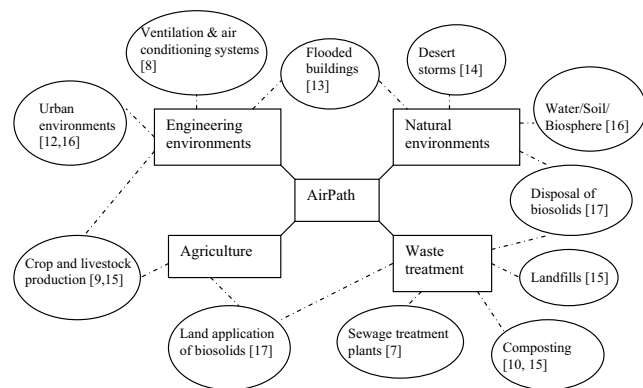 Ventilation & air
conditioning systems
[8]
Flooded
buildings
[13]
Desert
storms [14]
Urban
environments
[12,16]
Engineering
environments
Natural
environments
Water/Soil/
Biosphere [16]
AirPath
Disposal of
biosolids [17]
Crop and livestock
production [9,15]
Agriculture
Waste
treatment
Landfills [15]
Land application
of biosolids [17]
Sewage treatment
plants [7]
Composting
[10, 15]